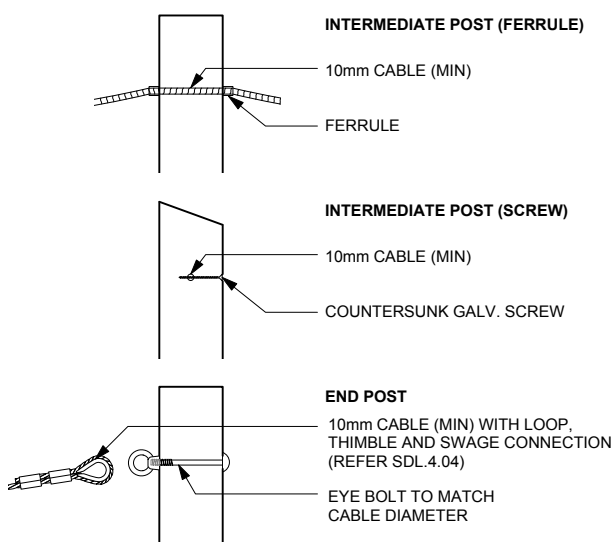 INTERMEDIATE POST (FERRULE)
10mm CABLE (MIN)
FERRULE
INTERMEDIATE POST (SCREW)
10mm CABLE (MIN)
COUNTERSUNK GALV. SCREW
END POST
10mm CABLE (MIN) WITH LOOP,
THIMBLE AND SWAGE CONNECTION
(REFER SDL.4.04)
EYE BOLT TO MATCH
CABLE DIAMETER